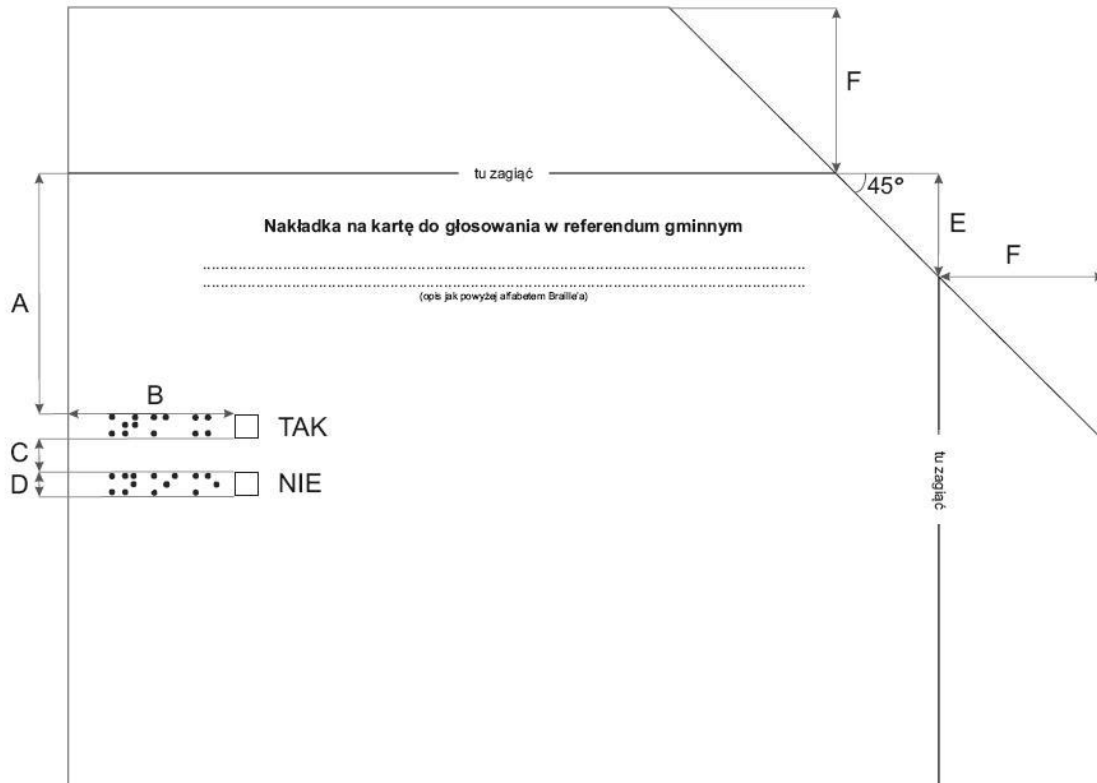 F
tu zagiąć
45°
E
Nakładka na kartę do głosowania w referendum gminnym
F
(opis jak powyżej alfabetem Braille'a)
A
B
TAK
C
D
NIE
tu zagiąć